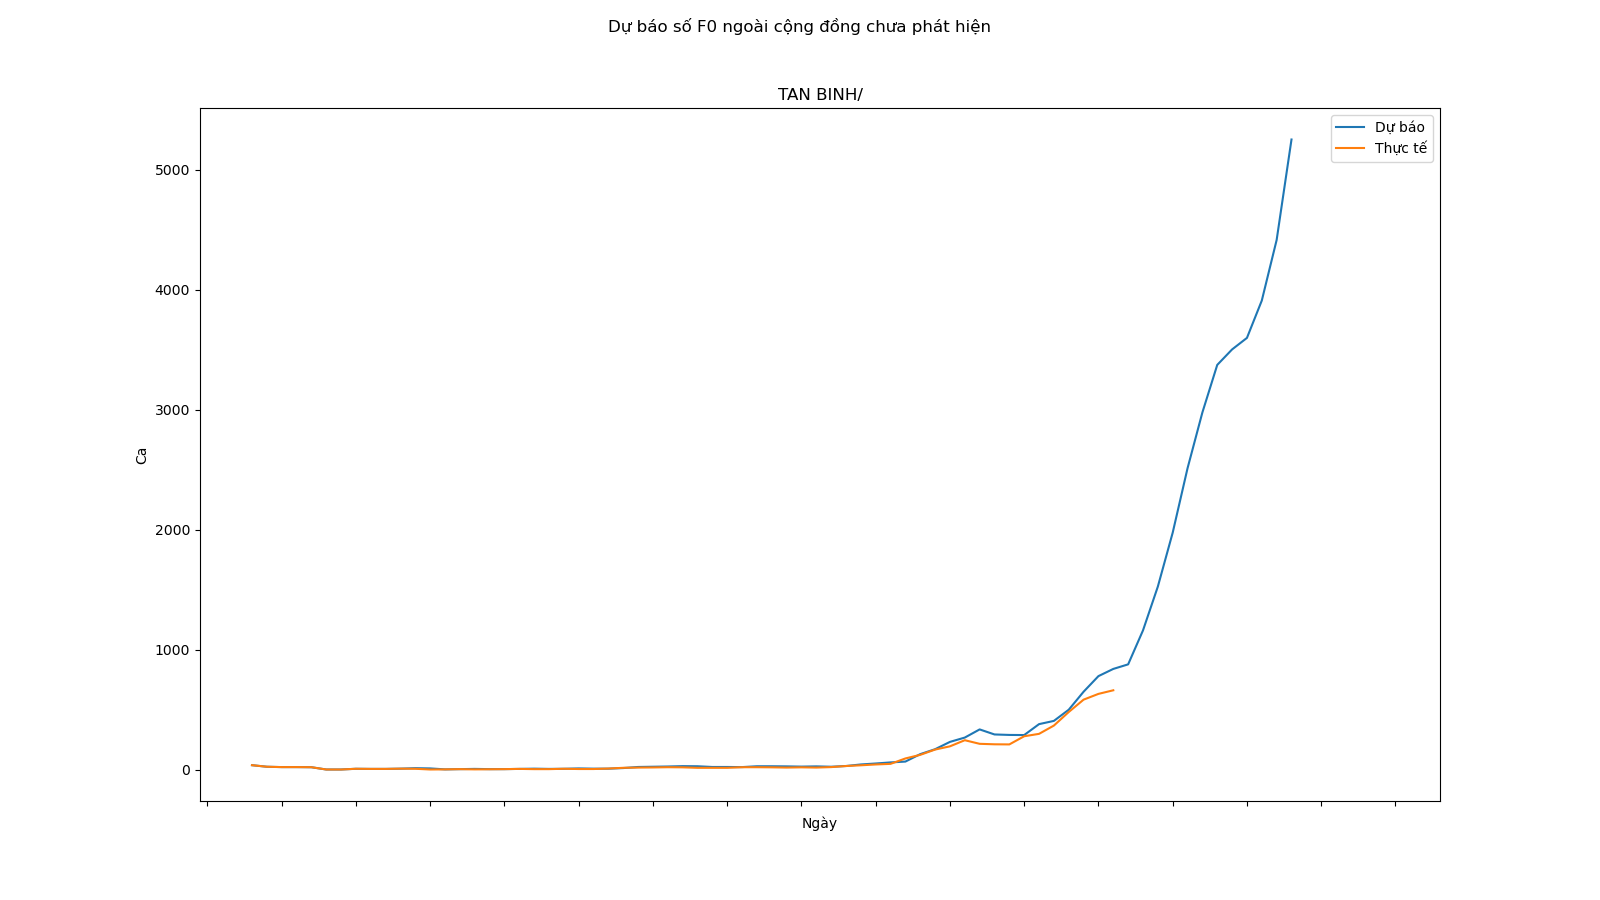 Dự báo số F0 ngoài cộng đồng chưa phát hiện
TAN BINH/
Dự báo
Thực tế
5000
4000
3000
2000
1000
0
Ca
Ngày